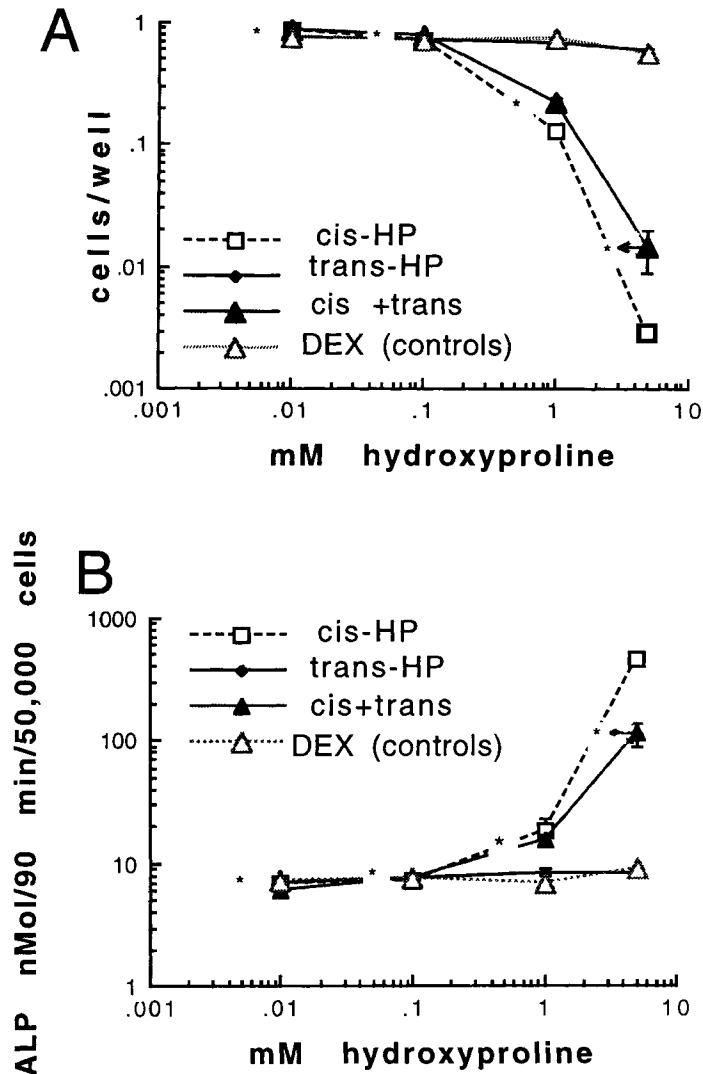 A
1
.1
.01
.001
cells/well
cis-HP
trans-HP
cis +trans
DEX (controls)
.001 .01 .1 1 10
mM hydroxyproline
B
1000
100
10
1
ALP nMol/90 min/50,000 cells
cis-HP
trans-HP
cis+trans
DEX (controls)
.001 .01 .1 1 10
mM hydroxyproline